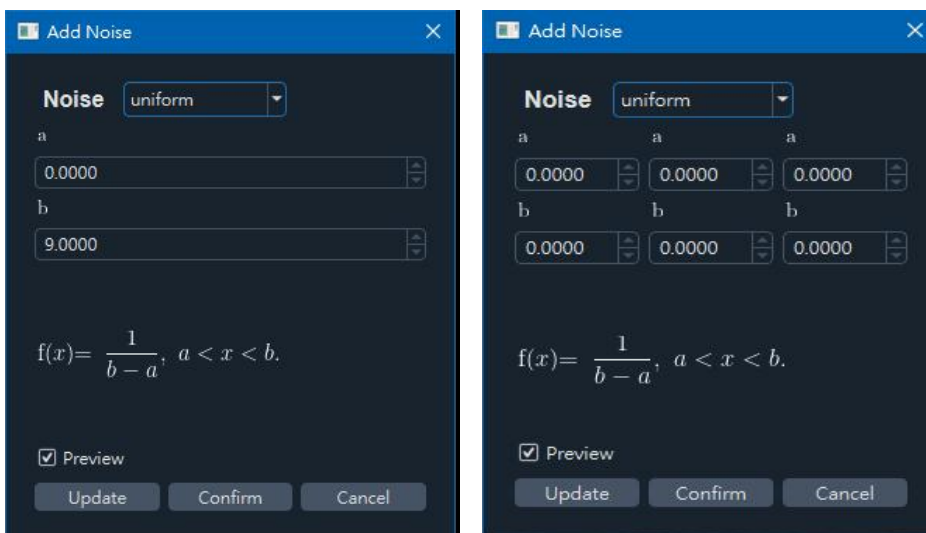 Add Noise
Noise uniform
a
0.0000
b
9.0000
f(x)= 1/(b − a), a < x < b.
Preview
Update Confirm Cancel
Add Noise
Noise uniform
a a a
0.0000 0.0000 0.0000
b b b
0.0000 0.0000 0.0000
f(x)= 1/(b − a), a < x < b.
Preview
Update Confirm Cancel